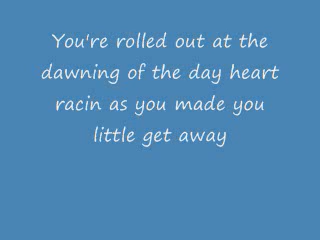 You're rolled out at the
dawning of the day heart
racin as you made you
little get away